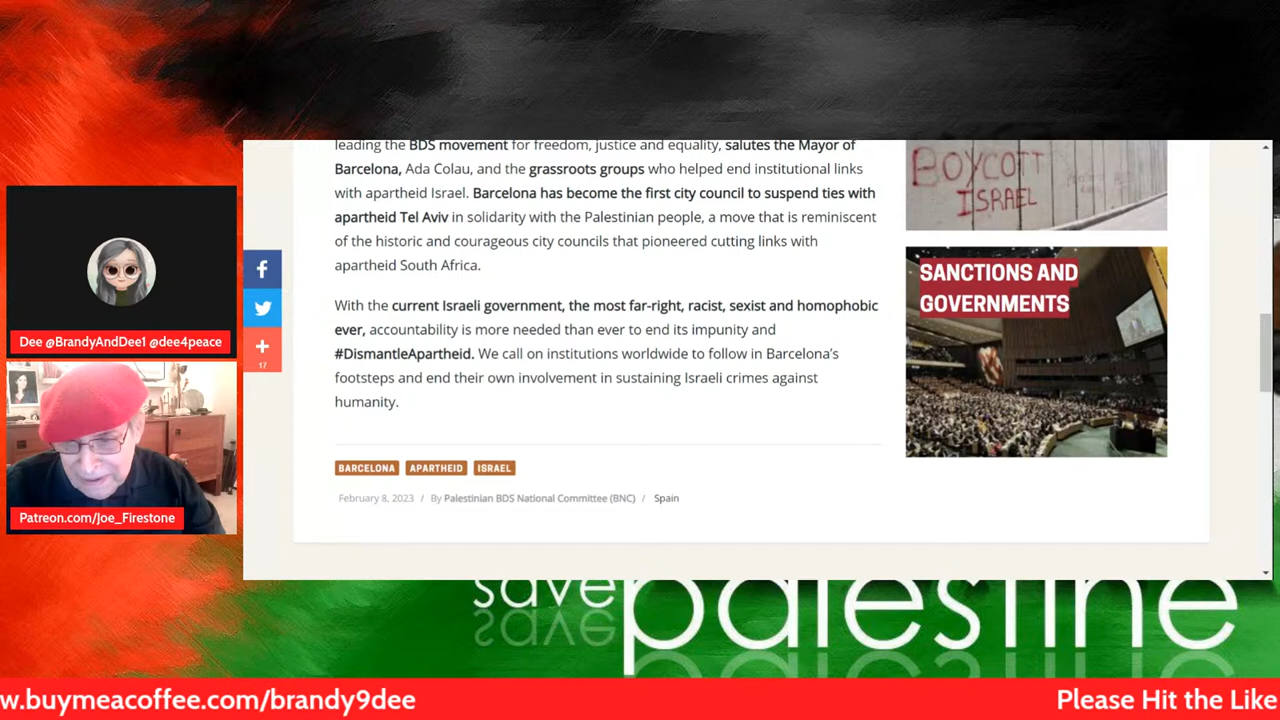 leading the BDS movement for freedom, justice and equality, salutes the Mayor of
Barcelona, Ada Colau, and the grassroots groups who helped end institutional links
with apartheid Israel. Barcelona has become the first city council to suspend ties with
apartheid Tel Aviv in solidarity with the Palestinian people, a move that is reminiscent
of the historic and courageous city councils that pioneered cutting links with
apartheid South Africa.
With the current Israeli government, the most far-right, racist, sexist and homophobic
ever, accountability is more needed than ever to end its impunity and
#DismantleApartheid. We call on institutions worldwide to follow in Barcelona's
footsteps and end their own involvement in sustaining Israeli crimes against
humanity.
BARCELONA APARTHEID ISRAEL
February 8, 2023 / By Palestinian BDS National Committee (BNC) / Spain
BOYCOTT
ISRAEL
SANCTIONS AND
GOVERNMENTS
17
Dee @BrandyAndDee1 @dee4peace
Patreon.com/Joe_Firestone
save palestine
w.buymeacoffee.com/brandy9dee
Please Hit the Like